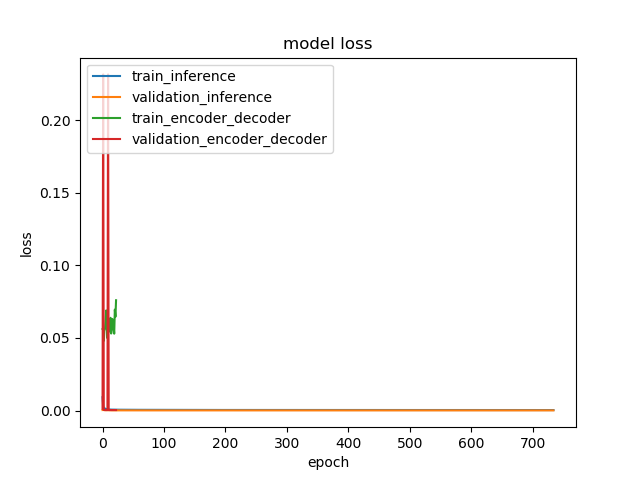 model loss
train_inference
validation_inference
train_encoder_decoder
validation_encoder_decoder
0.20
0.15
0.10
0.05
0.00
loss
0 100 200 300 400 500 600 700
epoch